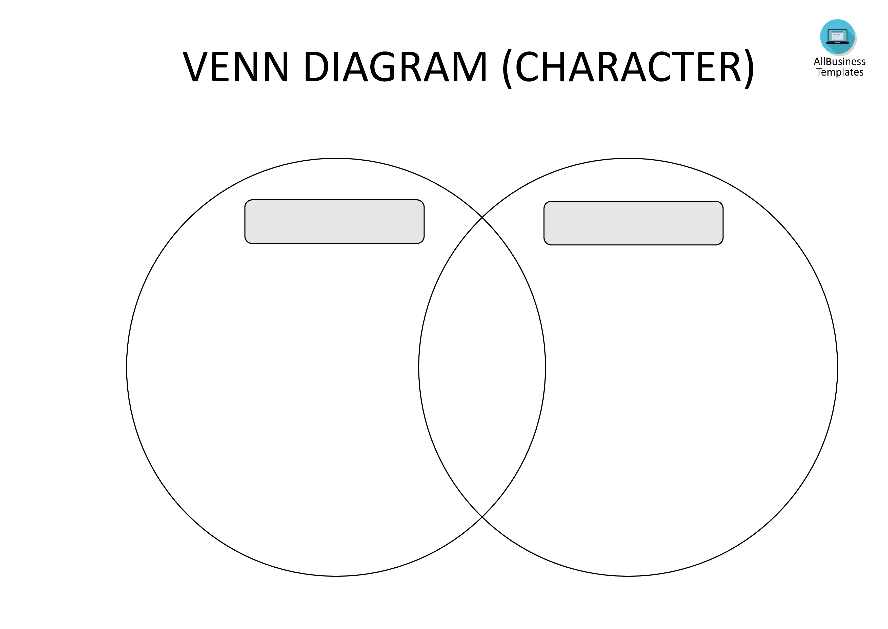 VENN DIAGRAM (CHARACTER)
AllBusiness
Templates